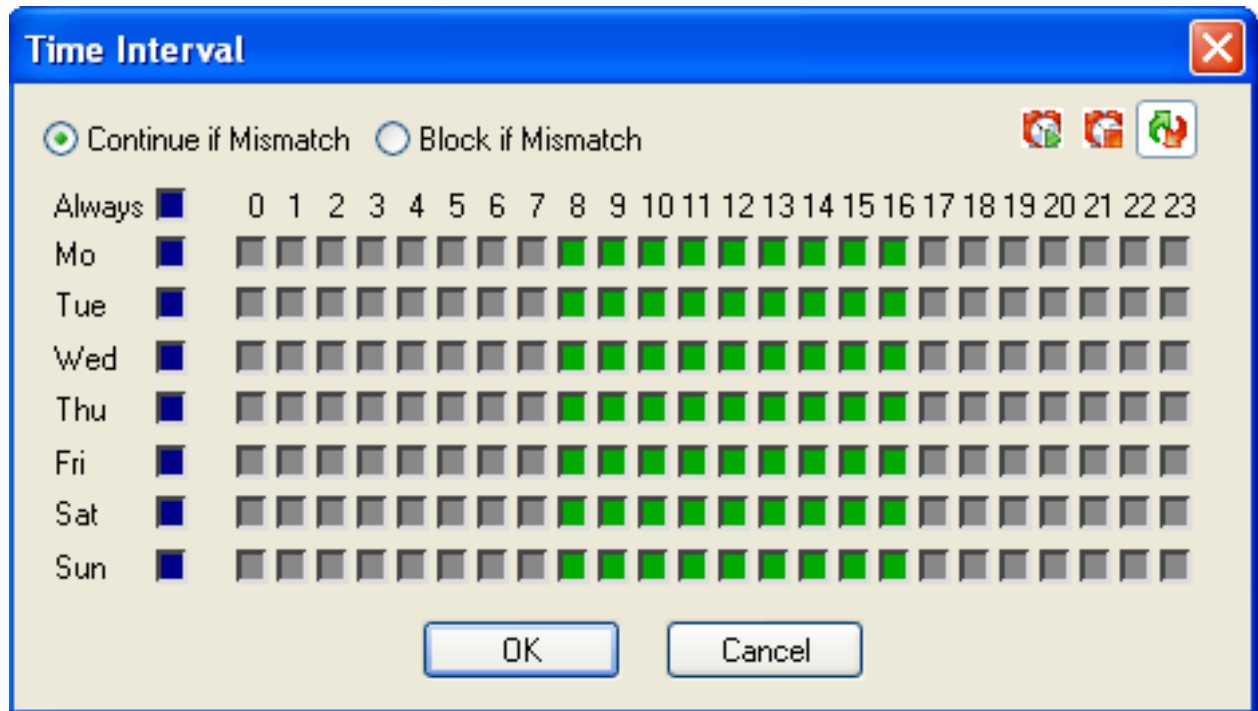 Time Interval
Continue if Mismatch Block if Mismatch
Always 0 1 2 3 4 5 6 7 8 9 10 11 12 13 14 15 16 17 18 19 20 21 22 23
Mo
Tue
Wed
Thu
Fri
Sat
Sun
OK Cancel